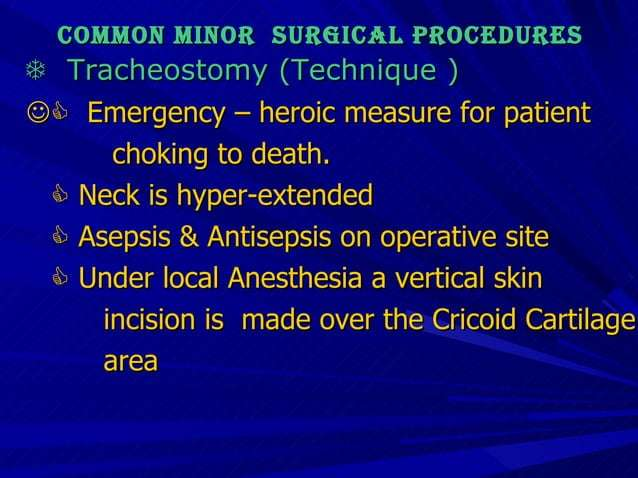 COMMON MINOR SURGICAL PROCEDURES
Tracheostomy (Technique )
Emergency – heroic measure for patient
choking to death.
Neck is hyper-extended
Asepsis & Antisepsis on operative site
Under local Anesthesia a vertical skin
incision is made over the Cricoid Cartilage
area